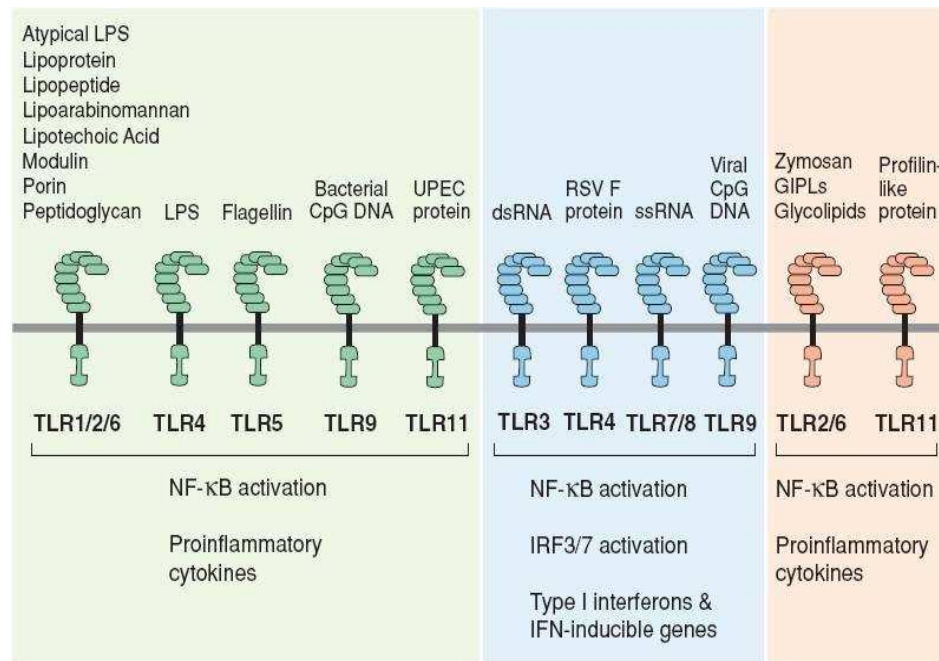 Atypical LPS
Lipoprotein
Lipopeptide
Lipoarabinomannan
Lipotechoic Acid
Modulin
Porin
Peptidoglycan
LPS
Flagellin
Bacterial
CpG DNA
UPEC
protein
dsRNA
RSV F
protein
ssRNA
Viral
CpG
DNA
Zymosan
GIPLs
Glycolipids
Profilin-
like
protein
TLR1/2/6
TLR4
TLR5
TLR9
TLR11
TLR3
TLR4
TLR7/8
TLR9
TLR2/6
TLR11
NF-κB activation
Proinflammatory
cytokines
NF-κB activation
IRF3/7 activation
Type I interferons &
IFN-inducible genes
NF-κB activation
Proinflammatory
cytokines